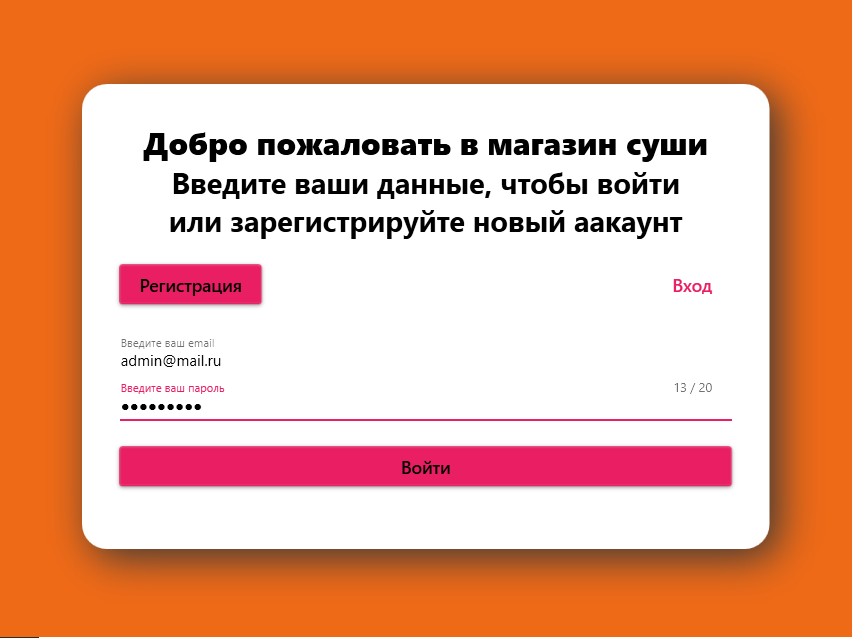 Добро пожаловать в магазин суши
Введите ваши данные, чтобы войти
или зарегистрируйте новый аакаунт
Регистрация
Вход
Введите ваш email
admin@mail.ru
Введите ваш пароль
13 / 20
●●●●●●●●●
Войти